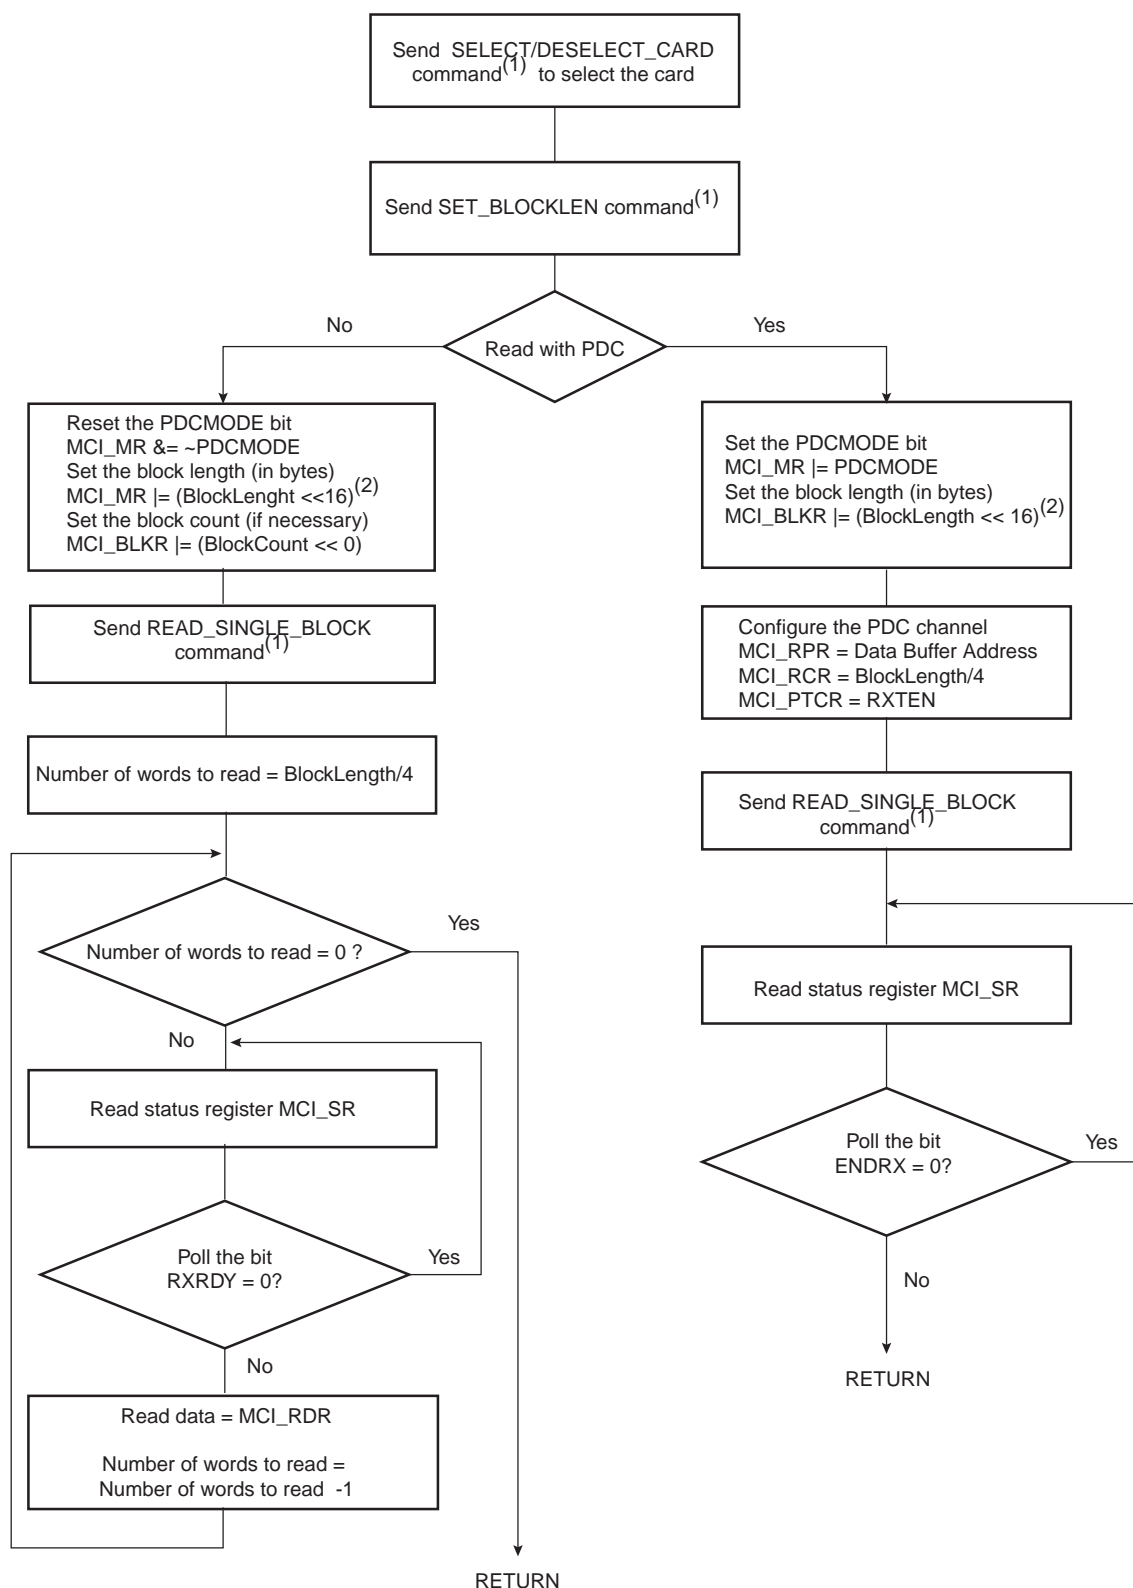 Send SELECT/DESELECT_CARD
command(1) to select the card
Send SET_BLOCKLEN command(1)
No
Yes
Read with PDC
Reset the PDCMODE bit
MCI_MR &= ~PDCMODE
Set the block length (in bytes)
MCI_MR |= (BlockLenght <<16)(2)
Set the block count (if necessary)
MCI_BLKR |= (BlockCount << 0)
Send READ_SINGLE_BLOCK
command(1)
Number of words to read = BlockLength/4
Number of words to read = 0 ?
Yes
No
Read status register MCI_SR
Poll the bit
RXRDY = 0?
Yes
No
Read data = MCI_RDR
Number of words to read =
Number of words to read -1
RETURN
Set the PDCMODE bit
MCI_MR |= PDCMODE
Set the block length (in bytes)
MCI_BLKR |= (BlockLength << 16)(2)
Configure the PDC channel
MCI_RPR = Data Buffer Address
MCI_RCR = BlockLength/4
MCI_PTCR = RXTEN
Send READ_SINGLE_BLOCK
command(1)
Read status register MCI_SR
Poll the bit
ENDRX = 0?
Yes
No
RETURN